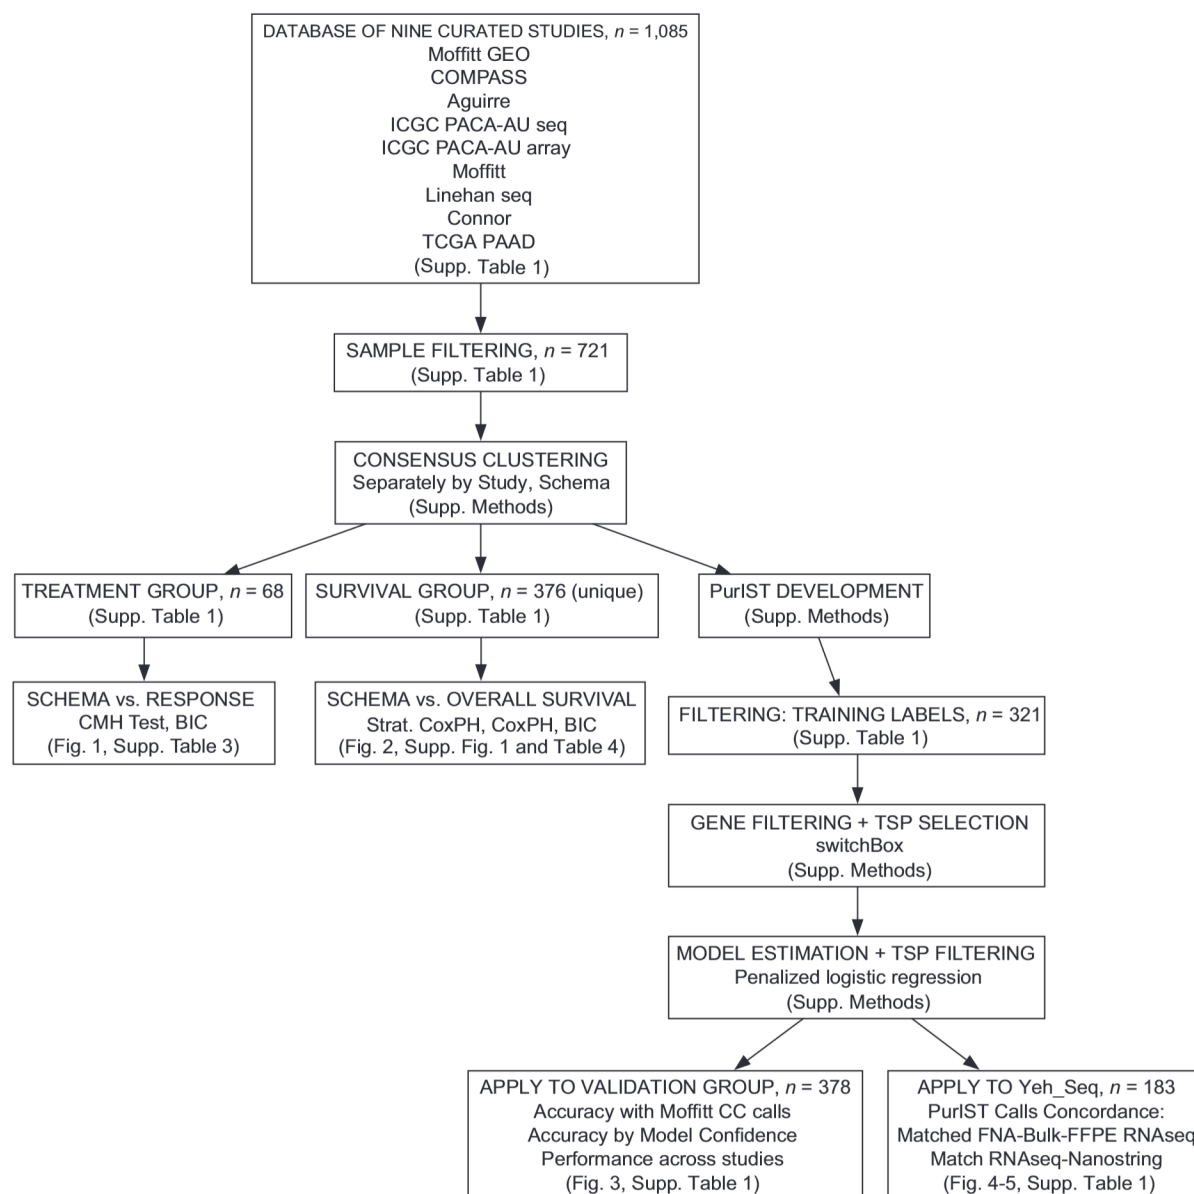 DATABASE OF NINE CURATED STUDIES, n = 1,085
Moffitt GEO
COMPASS
Aguirre
ICGC PACA-AU seq
ICGC PACA-AU array
Moffitt
Linehan seq
Connor
TCGA PAAD
(Supp. Table 1)
SAMPLE FILTERING, n = 721
(Supp. Table 1)
CONSENSUS CLUSTERING
Separately by Study, Schema
(Supp. Methods)
TREATMENT GROUP, n = 68
(Supp. Table 1)
SURVIVAL GROUP, n = 376 (unique)
(Supp. Table 1)
PurIST DEVELOPMENT
(Supp. Methods)
SCHEMA vs. RESPONSE
CMH Test, BIC
(Fig. 1, Supp. Table 3)
SCHEMA vs. OVERALL SURVIVAL
Strat. CoxPH, CoxPH, BIC
(Fig. 2, Supp. Fig. 1 and Table 4)
FILTERING: TRAINING LABELS, n = 321
(Supp. Table 1)
GENE FILTERING + TSP SELECTION
switchBox
(Supp. Methods)
MODEL ESTIMATION + TSP FILTERING
Penalized logistic regression
(Supp. Methods)
APPLY TO VALIDATION GROUP, n = 378
Accuracy with Moffitt CC calls
Accuracy by Model Confidence
Performance across studies
(Fig. 3, Supp. Table 1)
APPLY TO Yeh_Seq, n = 183
PurIST Calls Concordance:
Matched FNA-Bulk-FFPE RNAseq
Match RNAseq-Nanostring
(Fig. 4-5, Supp. Table 1)